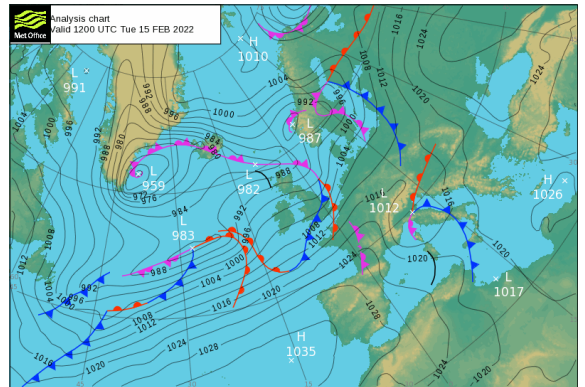 Met Office
Analysis chart
Valid 1200 UTC Tue 15 FEB 2022
H
1010
L
991
L
959
L
982
L
983
L
987
L
1012
H
1026
L
1017
H
1035
1016
1024
1008
1012
1020
1004
1000
992
996
988
980
984
976
1028